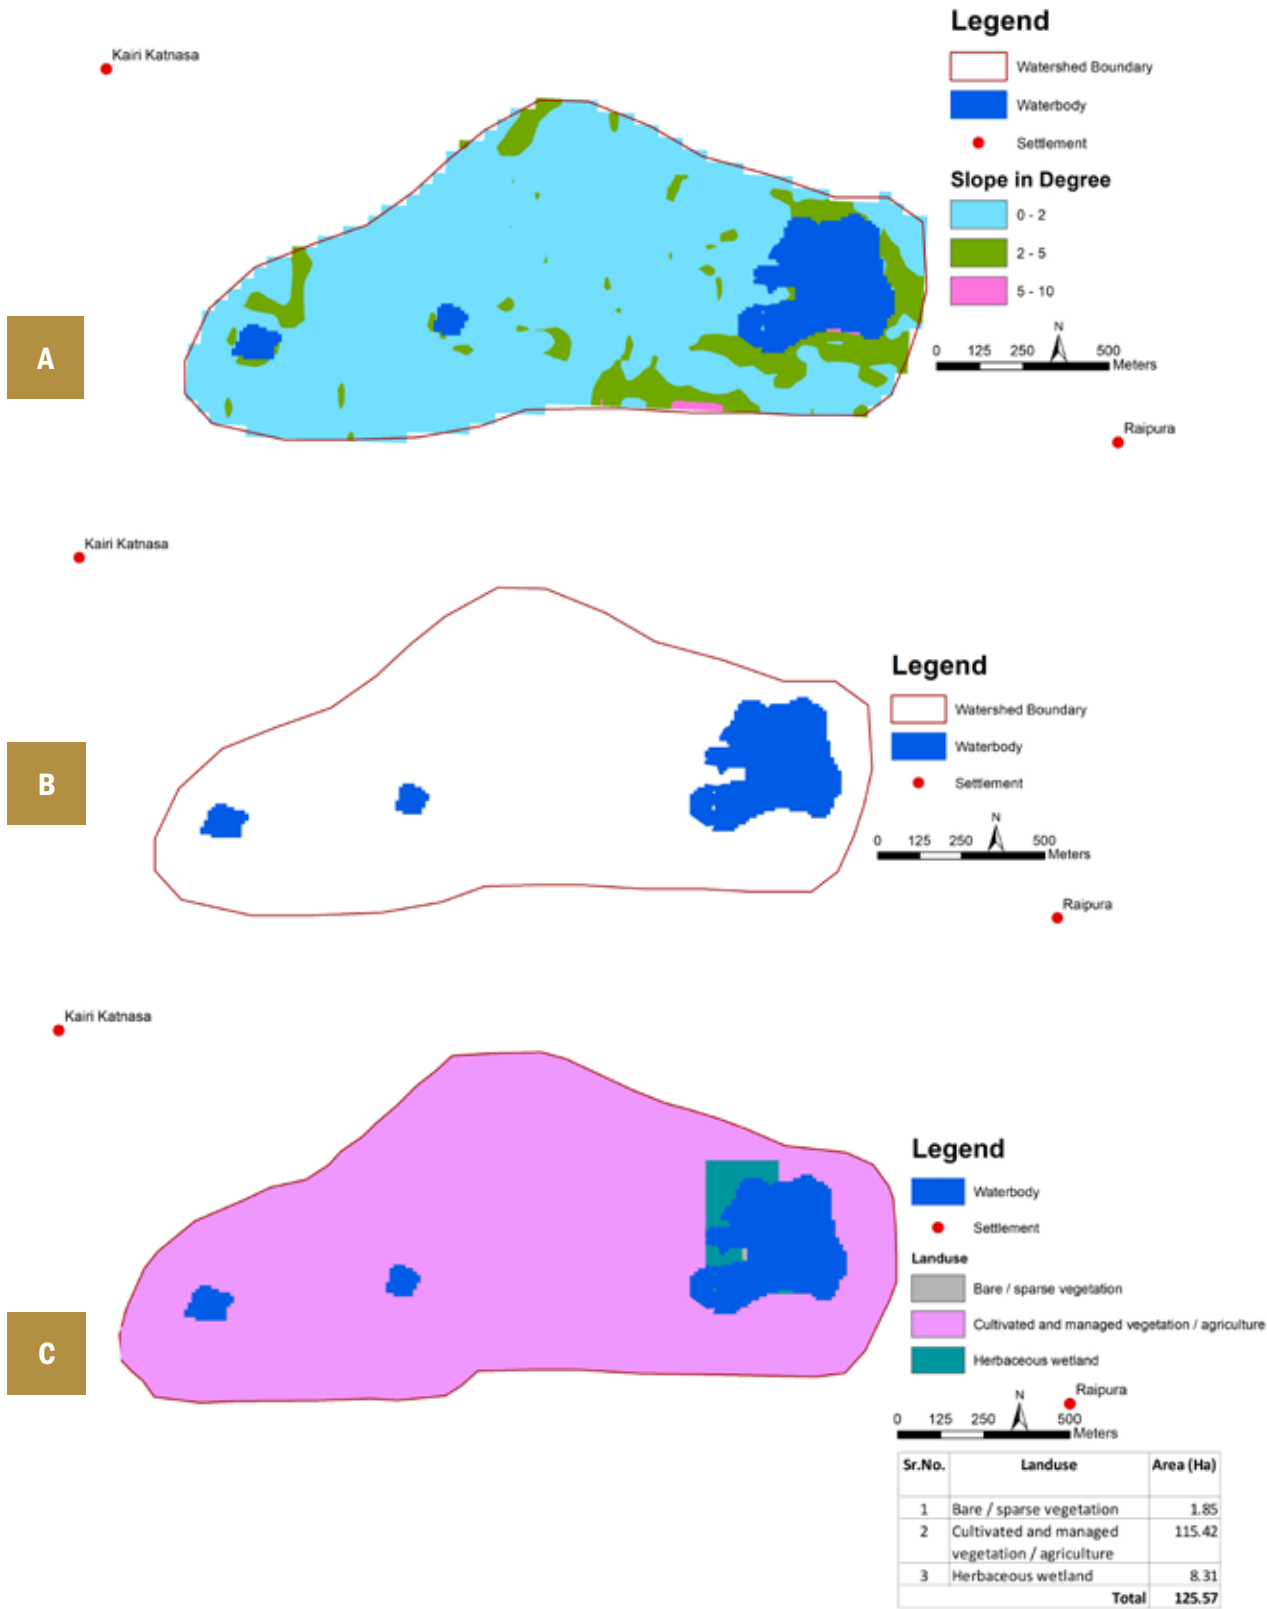 Kairi Katnasa
Legend
Watershed Boundary
Waterbody
Settlement
Slope in Degree
0 - 2
2 - 5
5 - 10
N
0 125 250 500
Meters
A
Raipura
Kairi Katnasa
Legend
Watershed Boundary
Waterbody
Settlement
N
0 125 250 500
Meters
B
Raipura
Kairi Katnasa
Legend
Waterbody
Settlement
Landuse
Bare / sparse vegetation
Cultivated and managed vegetation / agriculture
Herbaceous wetland
C
Raipura
N
0 125 250 500
Meters
Sr.No. Landuse Area (Ha)
1 Bare / sparse vegetation 1.85
2 Cultivated and managed 115.42
vegetation / agriculture
3 Herbaceous wetland 8.31
Total 125.57